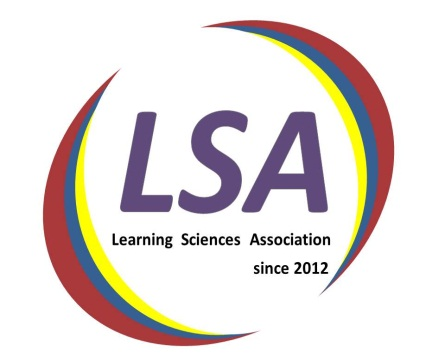 LSA
Learning Sciences Association
since 2012